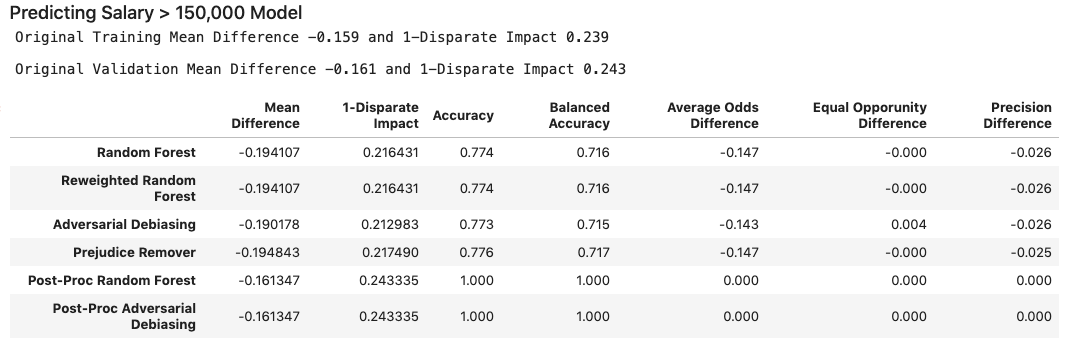 Predicting Salary > 150,000 Model
Original Training Mean Difference -0.159 and 1-Disparate Impact 0.239
Original Validation Mean Difference -0.161 and 1-Disparate Impact 0.243
Mean Difference 1-Disparate Impact Accuracy Balanced Accuracy Average Odds Difference Equal Opporunity Difference Precision Difference
Random Forest -0.194107 0.216431 0.774 0.716 -0.147 -0.000 -0.026
Reweighted Random Forest -0.194107 0.216431 0.774 0.716 -0.147 -0.000 -0.026
Adversarial Debiasing -0.190178 0.212983 0.773 0.715 -0.143 0.004 -0.026
Prejudice Remover -0.194843 0.217490 0.776 0.717 -0.147 -0.000 -0.025
Post-Proc Random Forest -0.161347 0.243335 1.000 1.000 0.000 0.000 0.000
Post-Proc Adversarial Debiasing -0.161347 0.243335 1.000 1.000 0.000 0.000 0.000